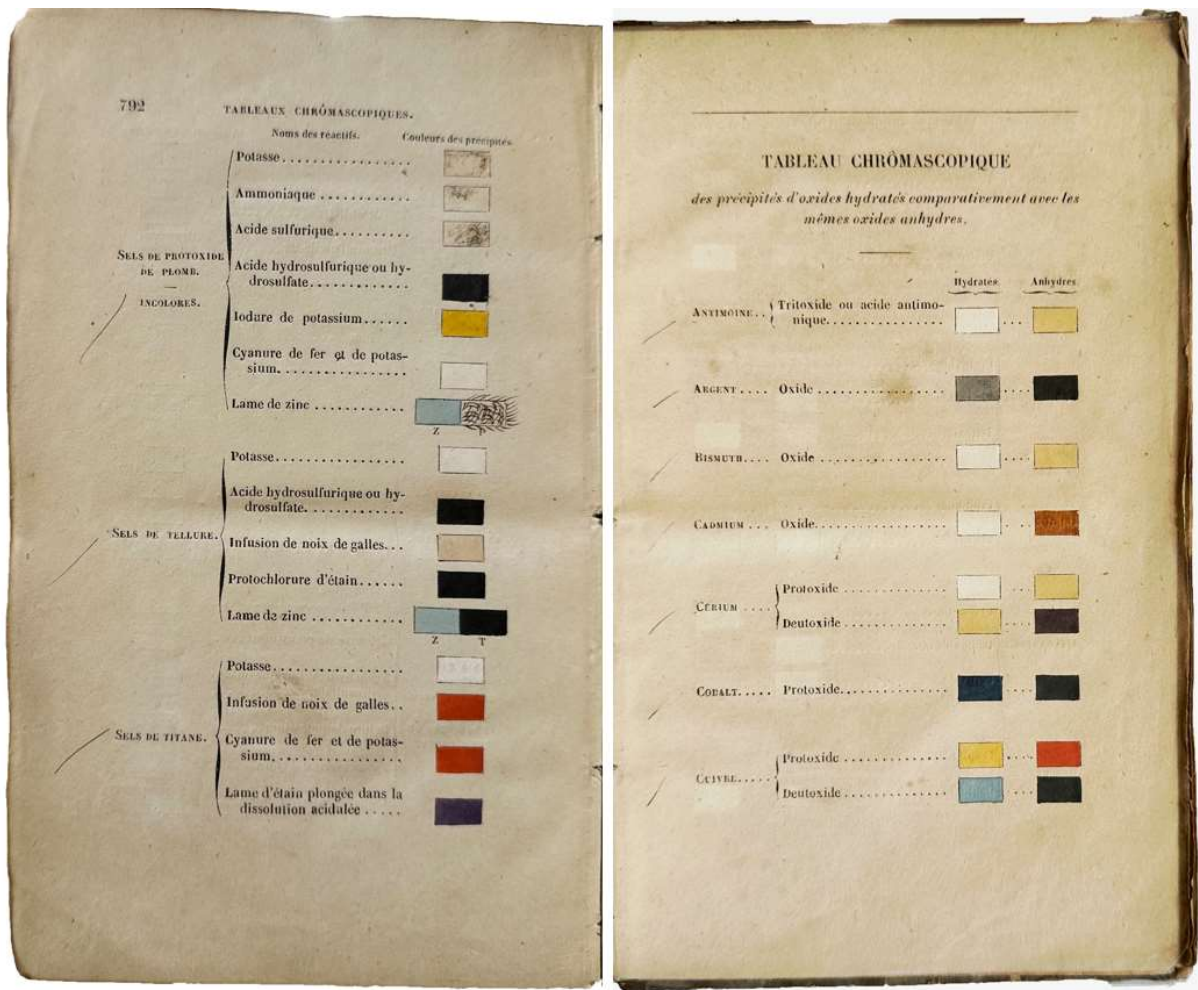 792 TABLEAUX CHRÔMASCOPIQUES.
Noms des réactifs. Couleurs des précipités.
Potasse
Ammoniaque
Acide sulfurique
SELS DE PROTOXIDE
DE PLOMB.
—
INCOLORES.
Acide hydrosulfurique ou hy-
drosulfate
Iodure de potassium
Cyanure de fer et de potas-
sium
Lame de zinc
Z P
Potasse
Acide hydrosulfurique ou hy-
drosulfate
SELS DE TELLURE.
Infusion de noix de galles
Protochlorure d'étain
Lame de zinc
Z T
Potasse
Infusion de noix de galles
SELS DE TITANE.
Cyanure de fer et de potas-
sium
Lame d'étain plongée dans la
dissolution acidulée
TABLEAU CHRÔMASCOPIQUE
des précipités d'oxides hydratés comparativement avec les
mêmes oxides anhydres.
Hydratés. Anhydres.
ANTIMOINE.. Tritoxide ou acide antimo-
nique
ARGENT.... Oxide
BISMUTH.... Oxide
CADMIUM... Oxide
CÉRIUM .... Protoxide
Deutoxide
COBALT..... Protoxide
CUIVRE..... Protoxide
Deutoxide